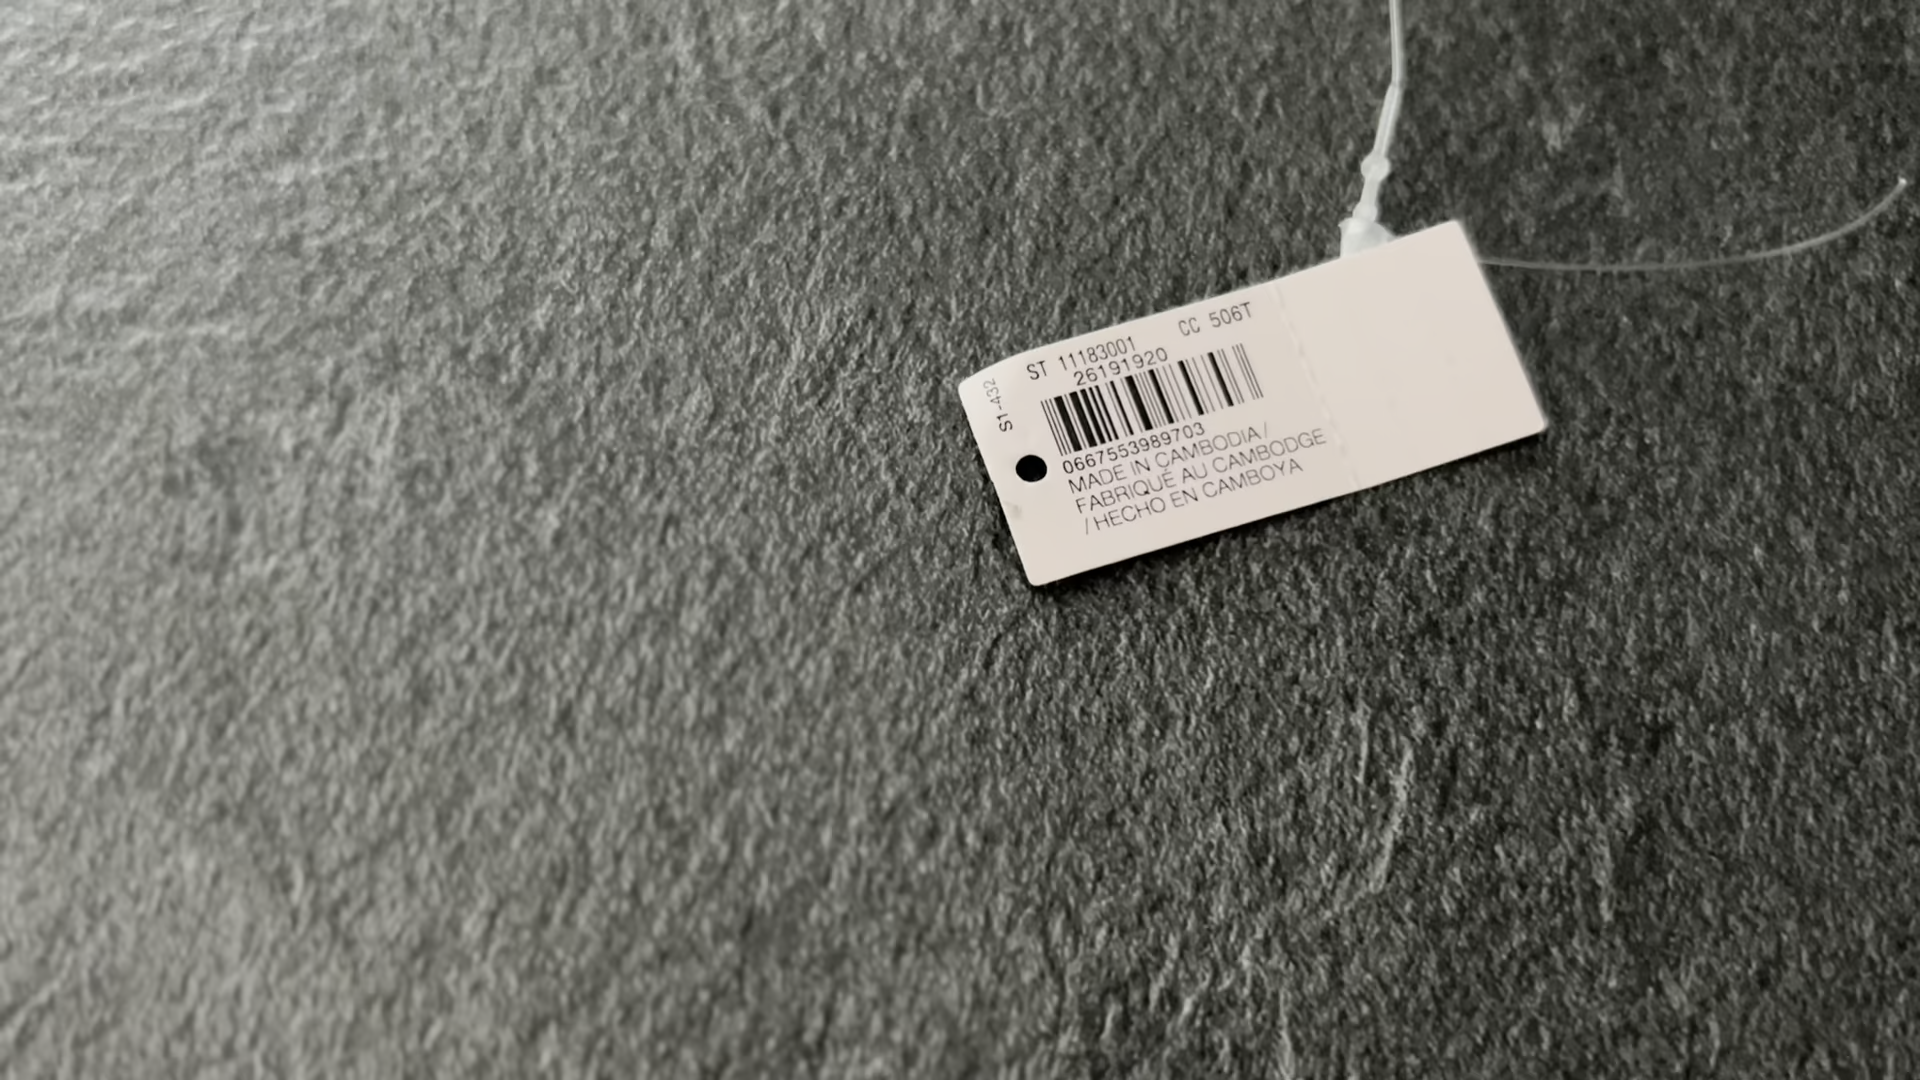 S1-432
ST 11183001 CC 506T
26191920
0667553989703
MADE IN CAMBODIA/
FABRIQUÉ AU CAMBODGE
/HECHO EN CAMBOYA